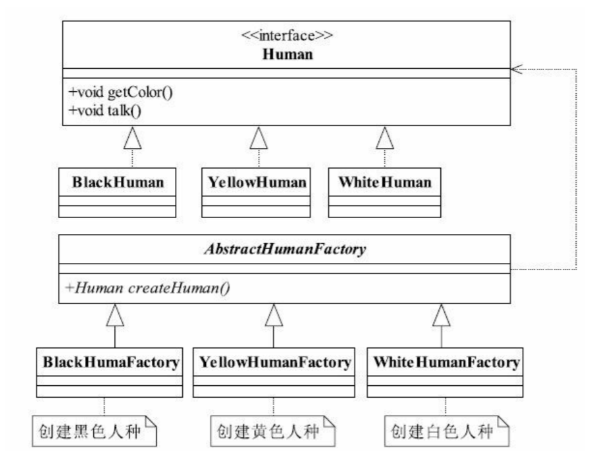 <<interface>>
Human
+void getColor()
+void talk()
BlackHuman
YellowHuman
WhiteHuman
AbstractHumanFactory
+Human createHuman()
BlackHumaFactory
YellowHumanFactory
WhiteHumanFactory
创建黑色人种
创建黄色人种
创建白色人种